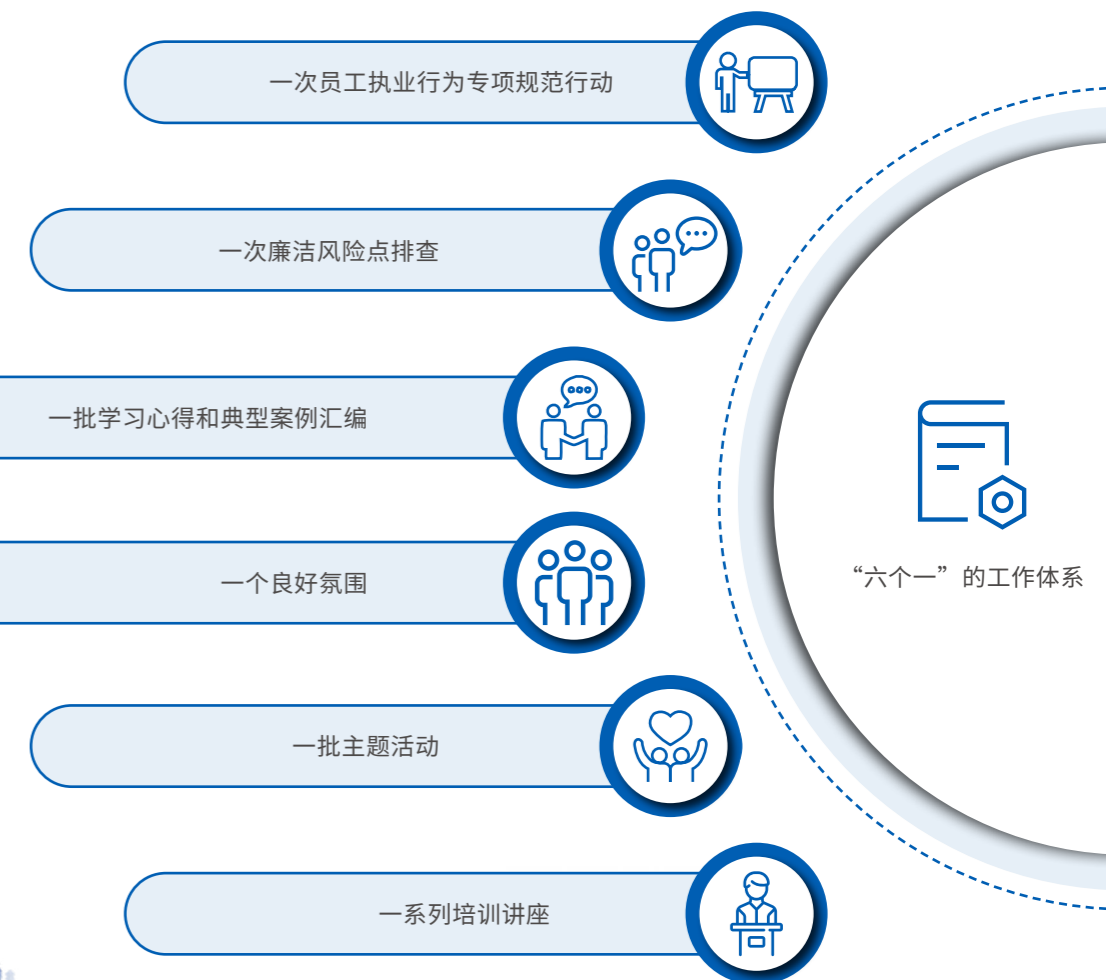 一次员工执业行为专项规范行动
一次廉洁风险点排查
一批学习心得和典型案例汇编
一个良好氛围
“六个一”的工作体系
一批主题活动
一系列培训讲座